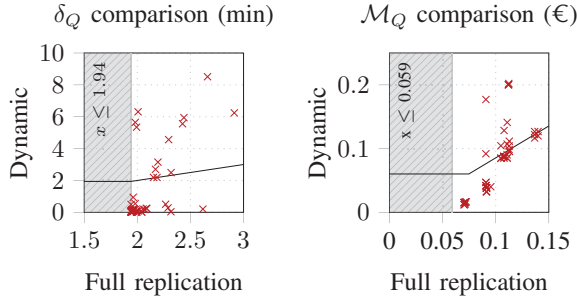 δ_Q comparison (min)
10
8
6
4
2
0
Dynamic
x ≤ 1.94
1.5
2
2.5
3
Full replication
ℳ_Q comparison (€)
0.2
0.1
0
Dynamic
x ≤ 0.059
0
0.05
0.1
0.15
Full replication